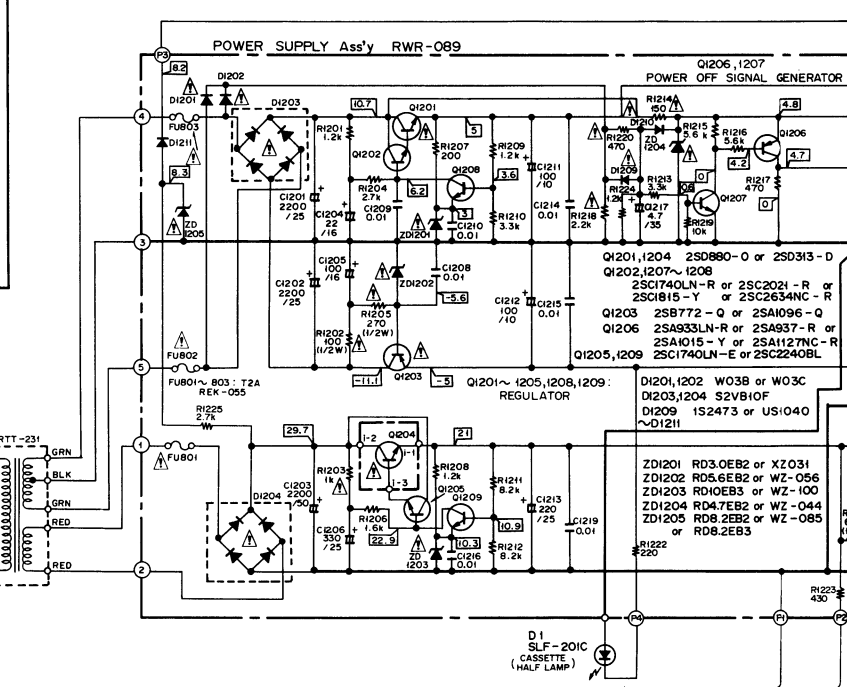 POWER SUPPLY Ass'y RWR-089
P3
8.2
D1202
D1201
D1203
4
FU803
D1211
8.3
ZD
1205
3
FU802
5
FU801~803: T2A
REK-055
R1225
2.7k
1
FU801
2
RTT-231
GRN
BLK
GRN
RED
RED
D1204
C1201
2200
/25
C1202
2200
/25
C1203
2200
/50
R1201
1.2k
10.7
Q1201
Q1202
R1204
2.7k
C1204
22
/16
C1209
0.01
6.2
5
R1207
200
Q1208
R1209
1.2k
3.6
3
ZD1201
C1210
0.01
R1210
3.3k
C1205
100
/16
C1208
0.01
ZD1202
-5.6
R1205
270
(1/2W)
R1202
100
(1/2W)
-11.1
Q1203
-5
C1211
100
/10
C1214
0.01
C1212
100
/10
C1215
0.01
Q1201~1205,1208,1209:
REGULATOR
29.7
i-2
Q1204
i-1
i-3
21
R1203
1k
R1208
1.2k
Q1205
R1206
1.6k
C1206
330
/25
22.9
Q1209
R1211
8.2k
10.9
10.3
ZD
1203
C1216
0.01
R1212
8.2k
C1213
220
/25
C1219
0.01
Q1206,1207
POWER OFF SIGNAL GENERATOR
R1214
150
D1210
R1220
470
ZD
1204
R1215
5.6k
R1216
5.6k
4.8
Q1206
4.2
4.7
D1209
R1224
1.2k
R1213
3.3k
0
0.6
Q1207
R1217
470
0
R1218
2.2k
C1217
4.7
/35
R1219
10k
Q1201,1204 2SD880-O or 2SD313-D
Q1202,1207~1208
2SC1740LN-R or 2SC2021-R or
2SC1815-Y or 2SC2634NC-R
Q1203 2SB772-Q or 2SA1096-Q
Q1206 2SA933LN-R or 2SA937-R or
2SA1015-Y or 2SA1127NC-R
Q1205,1209 2SC1740LN-E or 2SC2240BL
D1201,1202 W03B or W03C
D1203,1204 S2VB10F
D1209 1S2473 or US1040
~D1211
ZD1201 RD3.0EB2 or XZ031
ZD1202 RD5.6EB2 or WZ-056
ZD1203 RD10EB3 or WZ-100
ZD1204 RD4.7EB2 or WZ-044
ZD1205 RD8.2EB2 or WZ-085
or RD8.2EB3
R1222
220
R1223
430
P4
P1
P2
D1
SLF-201C
(CASSETTE
HALF LAMP)